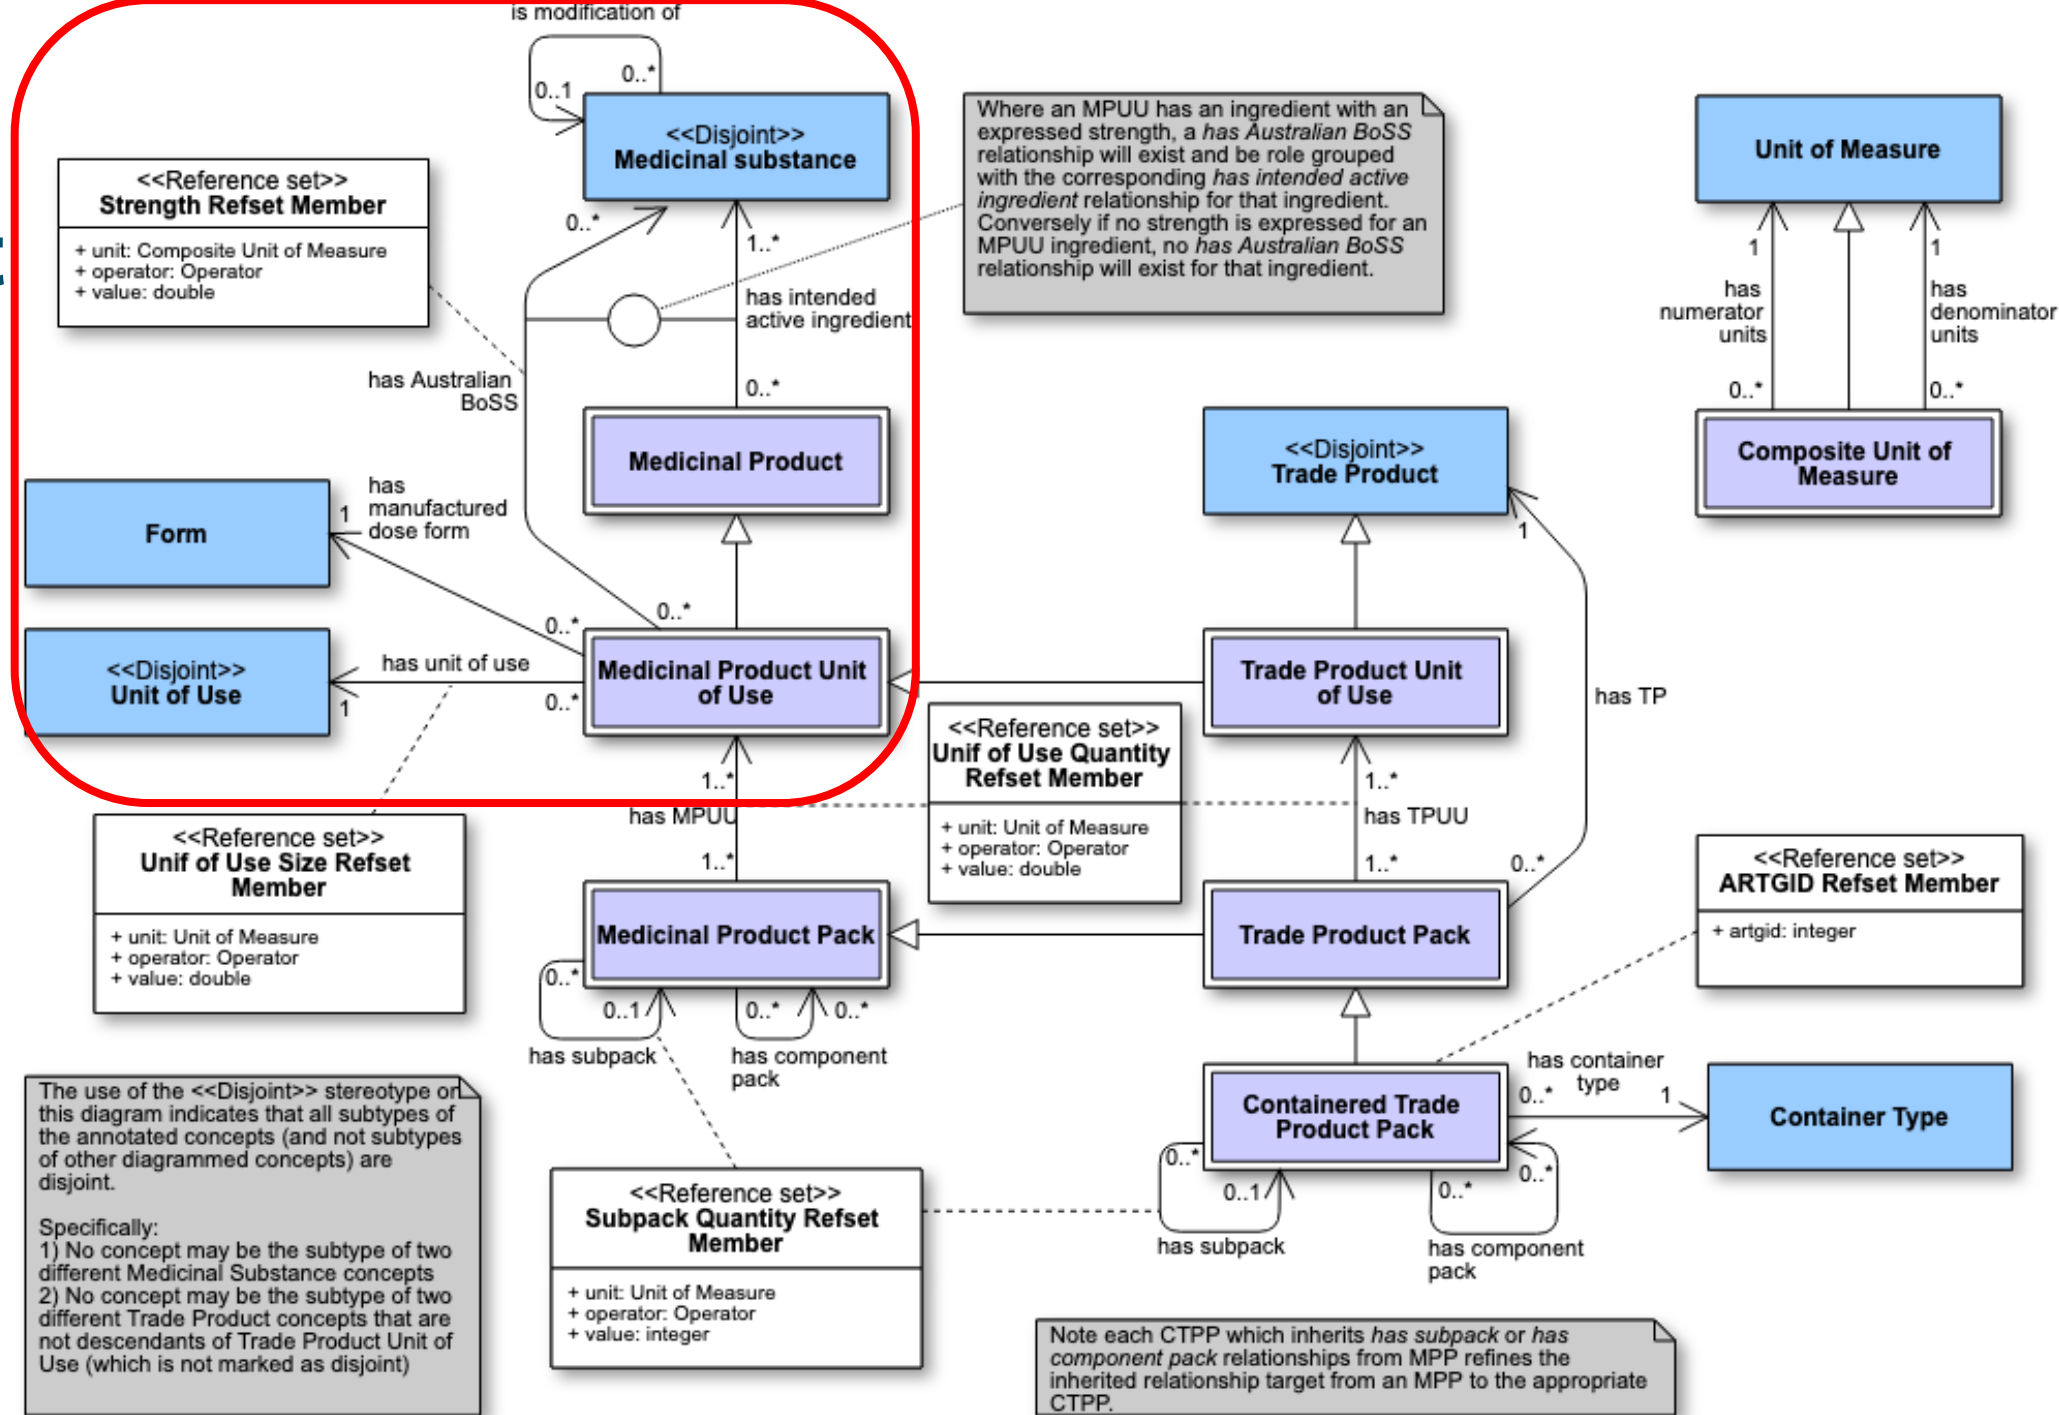 is modification of
0..*
0..1
<<Disjoint>>
Medicinal substance
<<Reference set>>
Strength Refset Member
+ unit: Composite Unit of Measure
+ operator: Operator
+ value: double
Where an MPUU has an ingredient with an
expressed strength, a has Australian BoSS
relationship will exist and be role grouped
with the corresponding has intended active
ingredient relationship for that ingredient.
Conversely if no strength is expressed for an
MPUU ingredient, no has Australian BoSS
relationship will exist for that ingredient.
Unit of Measure
0..*
1..*
1
1
has intended
active ingredient
has
numerator
units
has
denominator
units
has Australian
BoSS
0..*
0..*
0..*
Medicinal Product
<<Disjoint>>
Trade Product
Composite Unit of
Measure
Form
1
has
manufactured
dose form
1
0..*
0..*
<<Disjoint>>
Unit of Use
has unit of use
1
0..*
Medicinal Product Unit
of Use
Trade Product Unit
of Use
has TP
<<Reference set>>
Unif of Use Quantity
Refset Member
+ unit: Unit of Measure
+ operator: Operator
+ value: double
1..*
has MPUU
1..*
1..*
has TPUU
1..*
0..*
<<Reference set>>
Unif of Use Size Refset
Member
+ unit: Unit of Measure
+ operator: Operator
+ value: double
<<Reference set>>
ARTGID Refset Member
+ artgid: integer
Medicinal Product Pack
Trade Product Pack
0..*
0..1
0..*
0..*
has subpack
has component
pack
The use of the <<Disjoint>> stereotype on
this diagram indicates that all subtypes of
the annotated concepts (and not subtypes
of other diagrammed concepts) are
disjoint.
Specifically:
1) No concept may be the subtype of two
different Medicinal Substance concepts
2) No concept may be the subtype of two
different Trade Product concepts that are
not descendants of Trade Product Unit of
Use (which is not marked as disjoint)
Containered Trade
Product Pack
has container
type
0..*
1
Container Type
<<Reference set>>
Subpack Quantity Refset
Member
+ unit: Unit of Measure
+ operator: Operator
+ value: integer
0..*
0..1
0..*
0..*
has subpack
has component
pack
Note each CTPP which inherits has subpack or has
component pack relationships from MPP refines the
inherited relationship target from an MPP to the appropriate
CTPP.